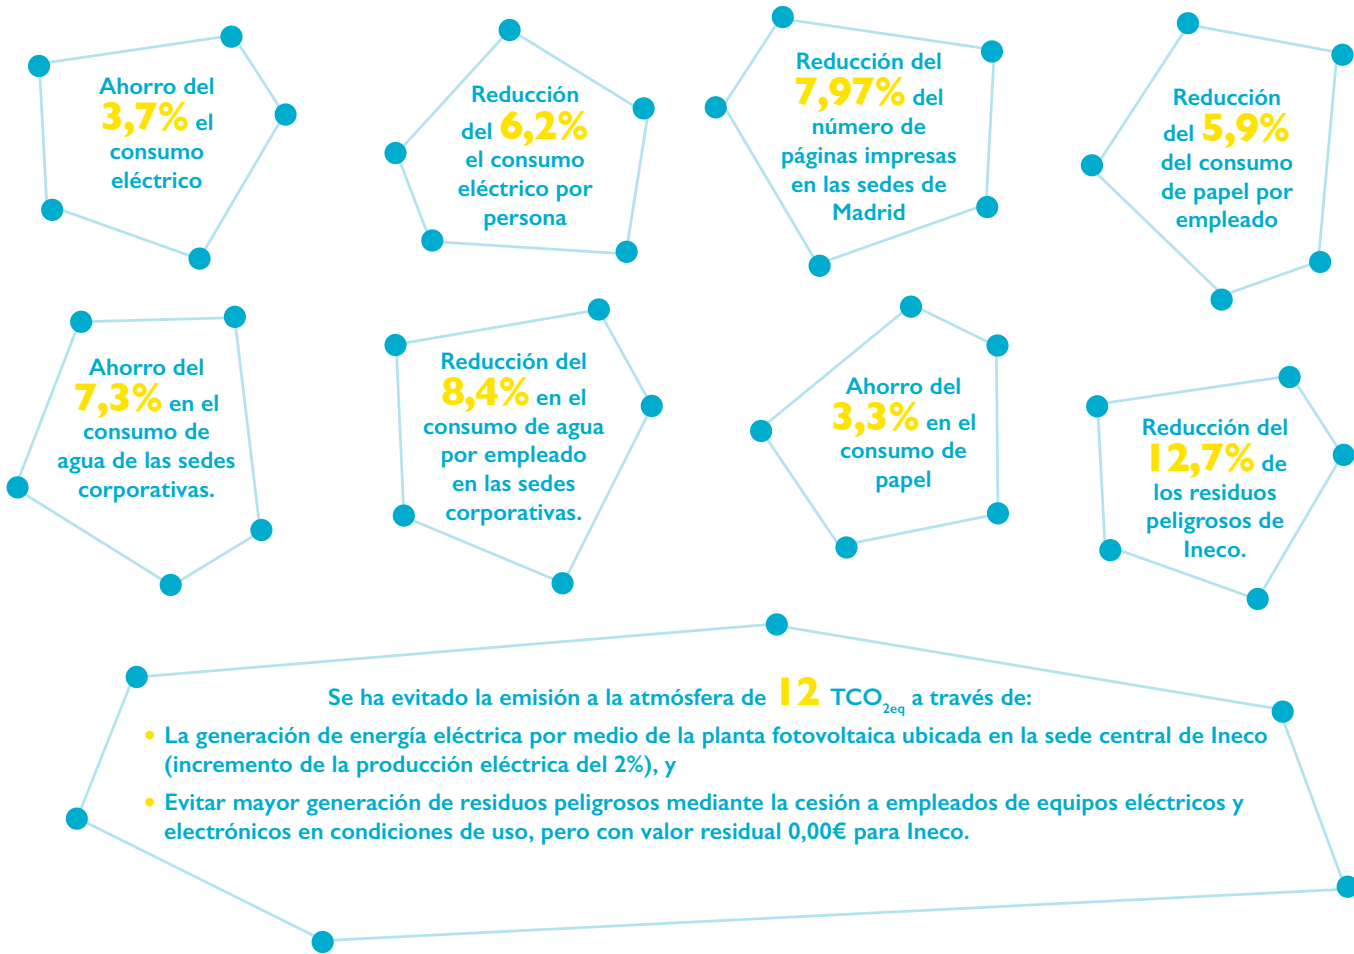 Ahorro del
3,7% el
consumo
eléctrico
Reducción
del 6,2%
el consumo
eléctrico por
persona
Reducción del
7,97% del
número de
páginas impresas
en las sedes de
Madrid
Reducción
del 5,9%
del consumo
de papel por
empleado
Ahorro del
7,3% en el
consumo de
agua de las sedes
corporativas.
Reducción del
8,4% en el
consumo de agua
por empleado
en las sedes
corporativas.
Ahorro del
3,3% en el
consumo de
papel
Reducción del
12,7% de
los residuos
peligrosos de
Ineco.
Se ha evitado la emisión a la atmósfera de 12 TCO2eq a través de:
• La generación de energía eléctrica por medio de la planta fotovoltaica ubicada en la sede central de Ineco
(incremento de la producción eléctrica del 2%), y
• Evitar mayor generación de residuos peligrosos mediante la cesión a empleados de equipos eléctricos y
electrónicos en condiciones de uso, pero con valor residual 0,00€ para Ineco.